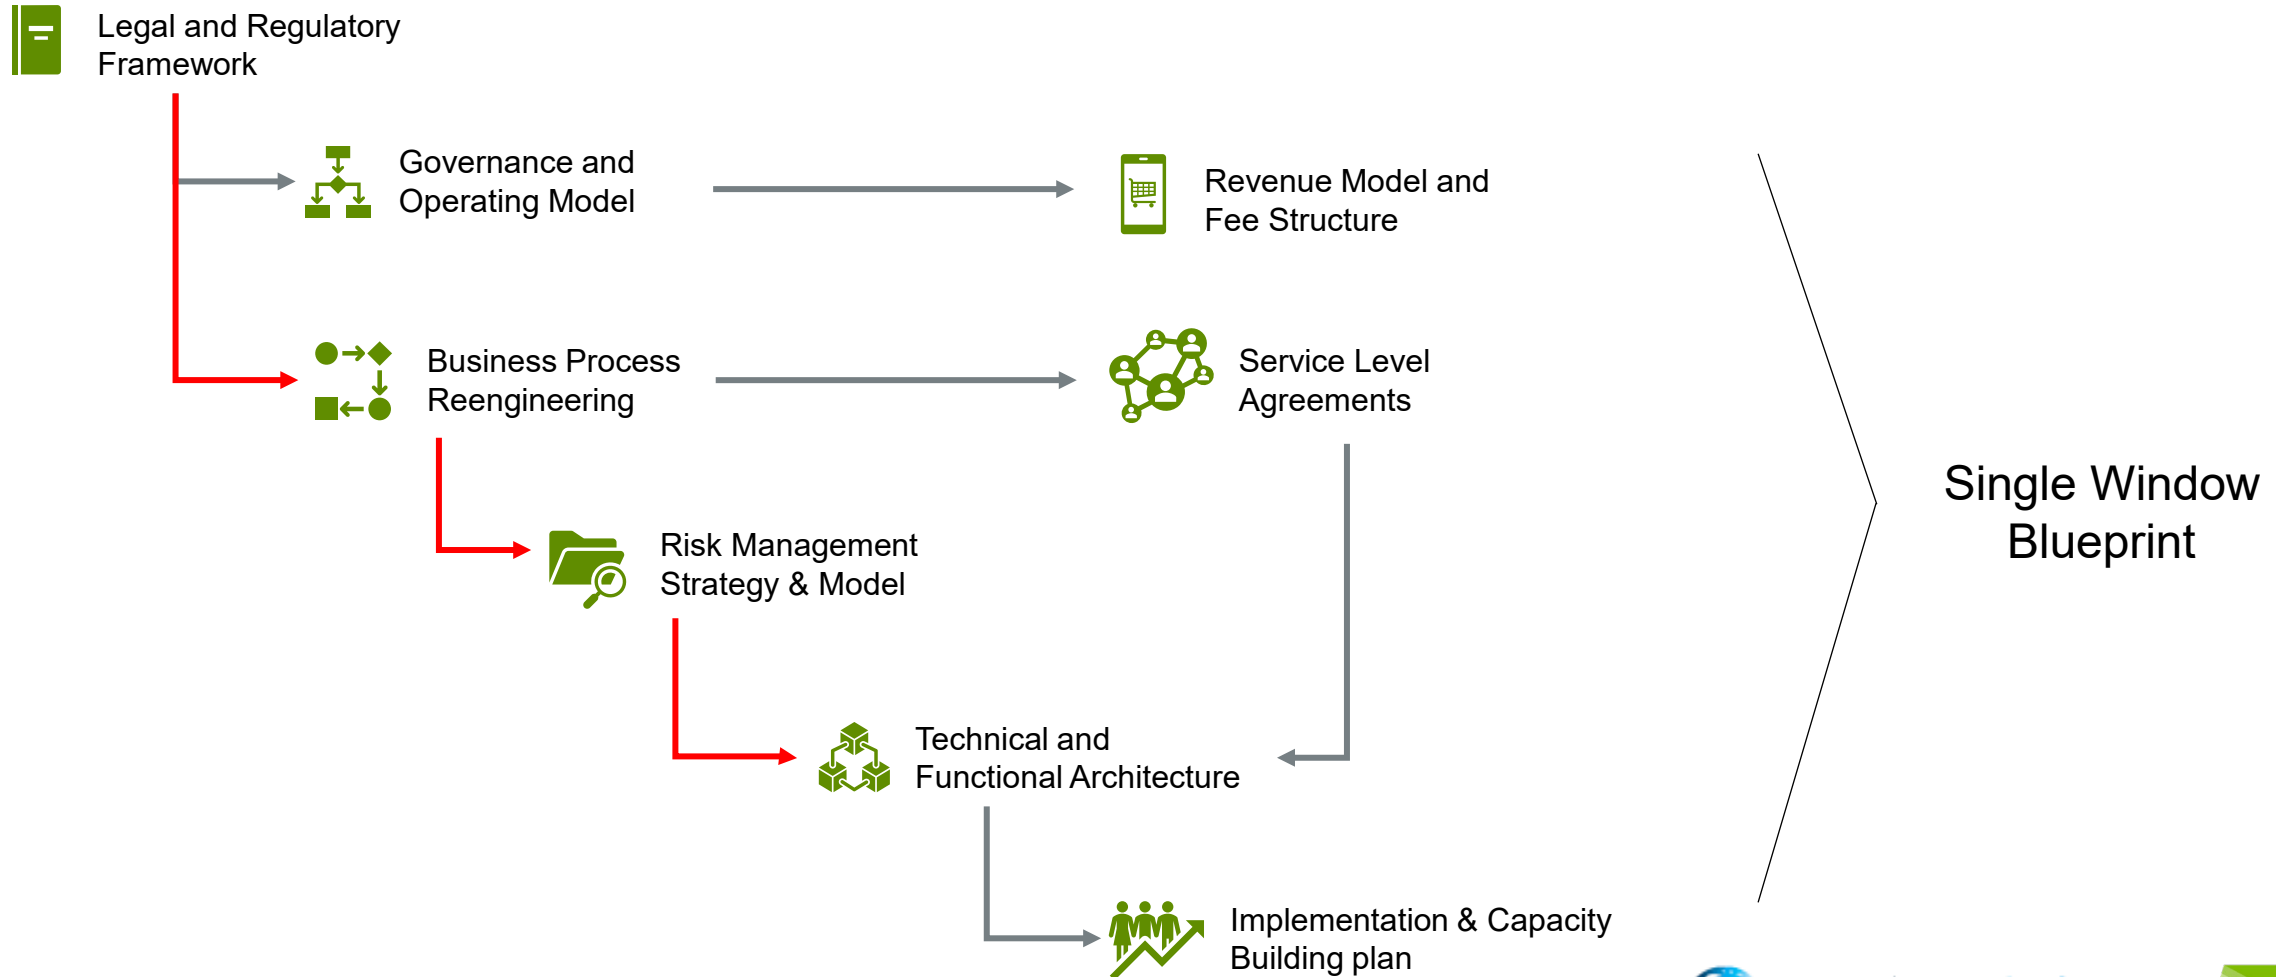 Legal and Regulatory
Framework
Governance and
Operating Model
Revenue Model and
Fee Structure
Business Process
Reengineering
Service Level
Agreements
Single Window
Blueprint
Risk Management
Strategy & Model
Technical and
Functional Architecture
Implementation & Capacity
Building plan